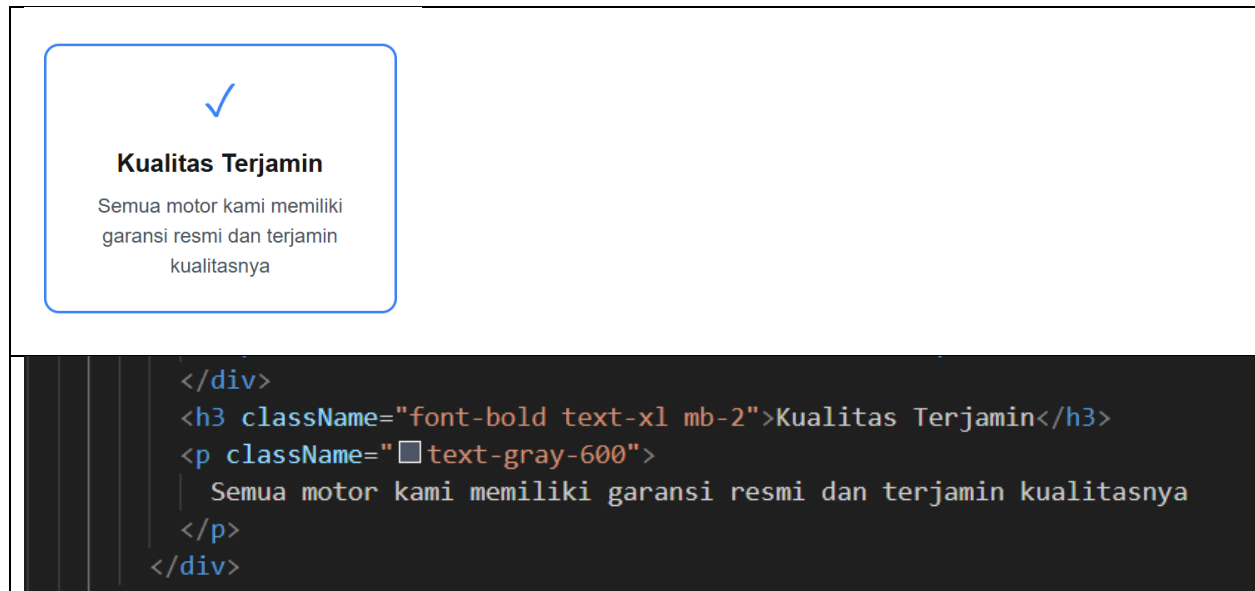 ✓
Kualitas Terjamin
Semua motor kami memiliki
garansi resmi dan terjamin
kualitasnya
</div>
<h3 className="font-bold text-xl mb-2">Kualitas Terjamin</h3>
<p className="text-gray-600">
Semua motor kami memiliki garansi resmi dan terjamin kualitasnya
</p>
</div>